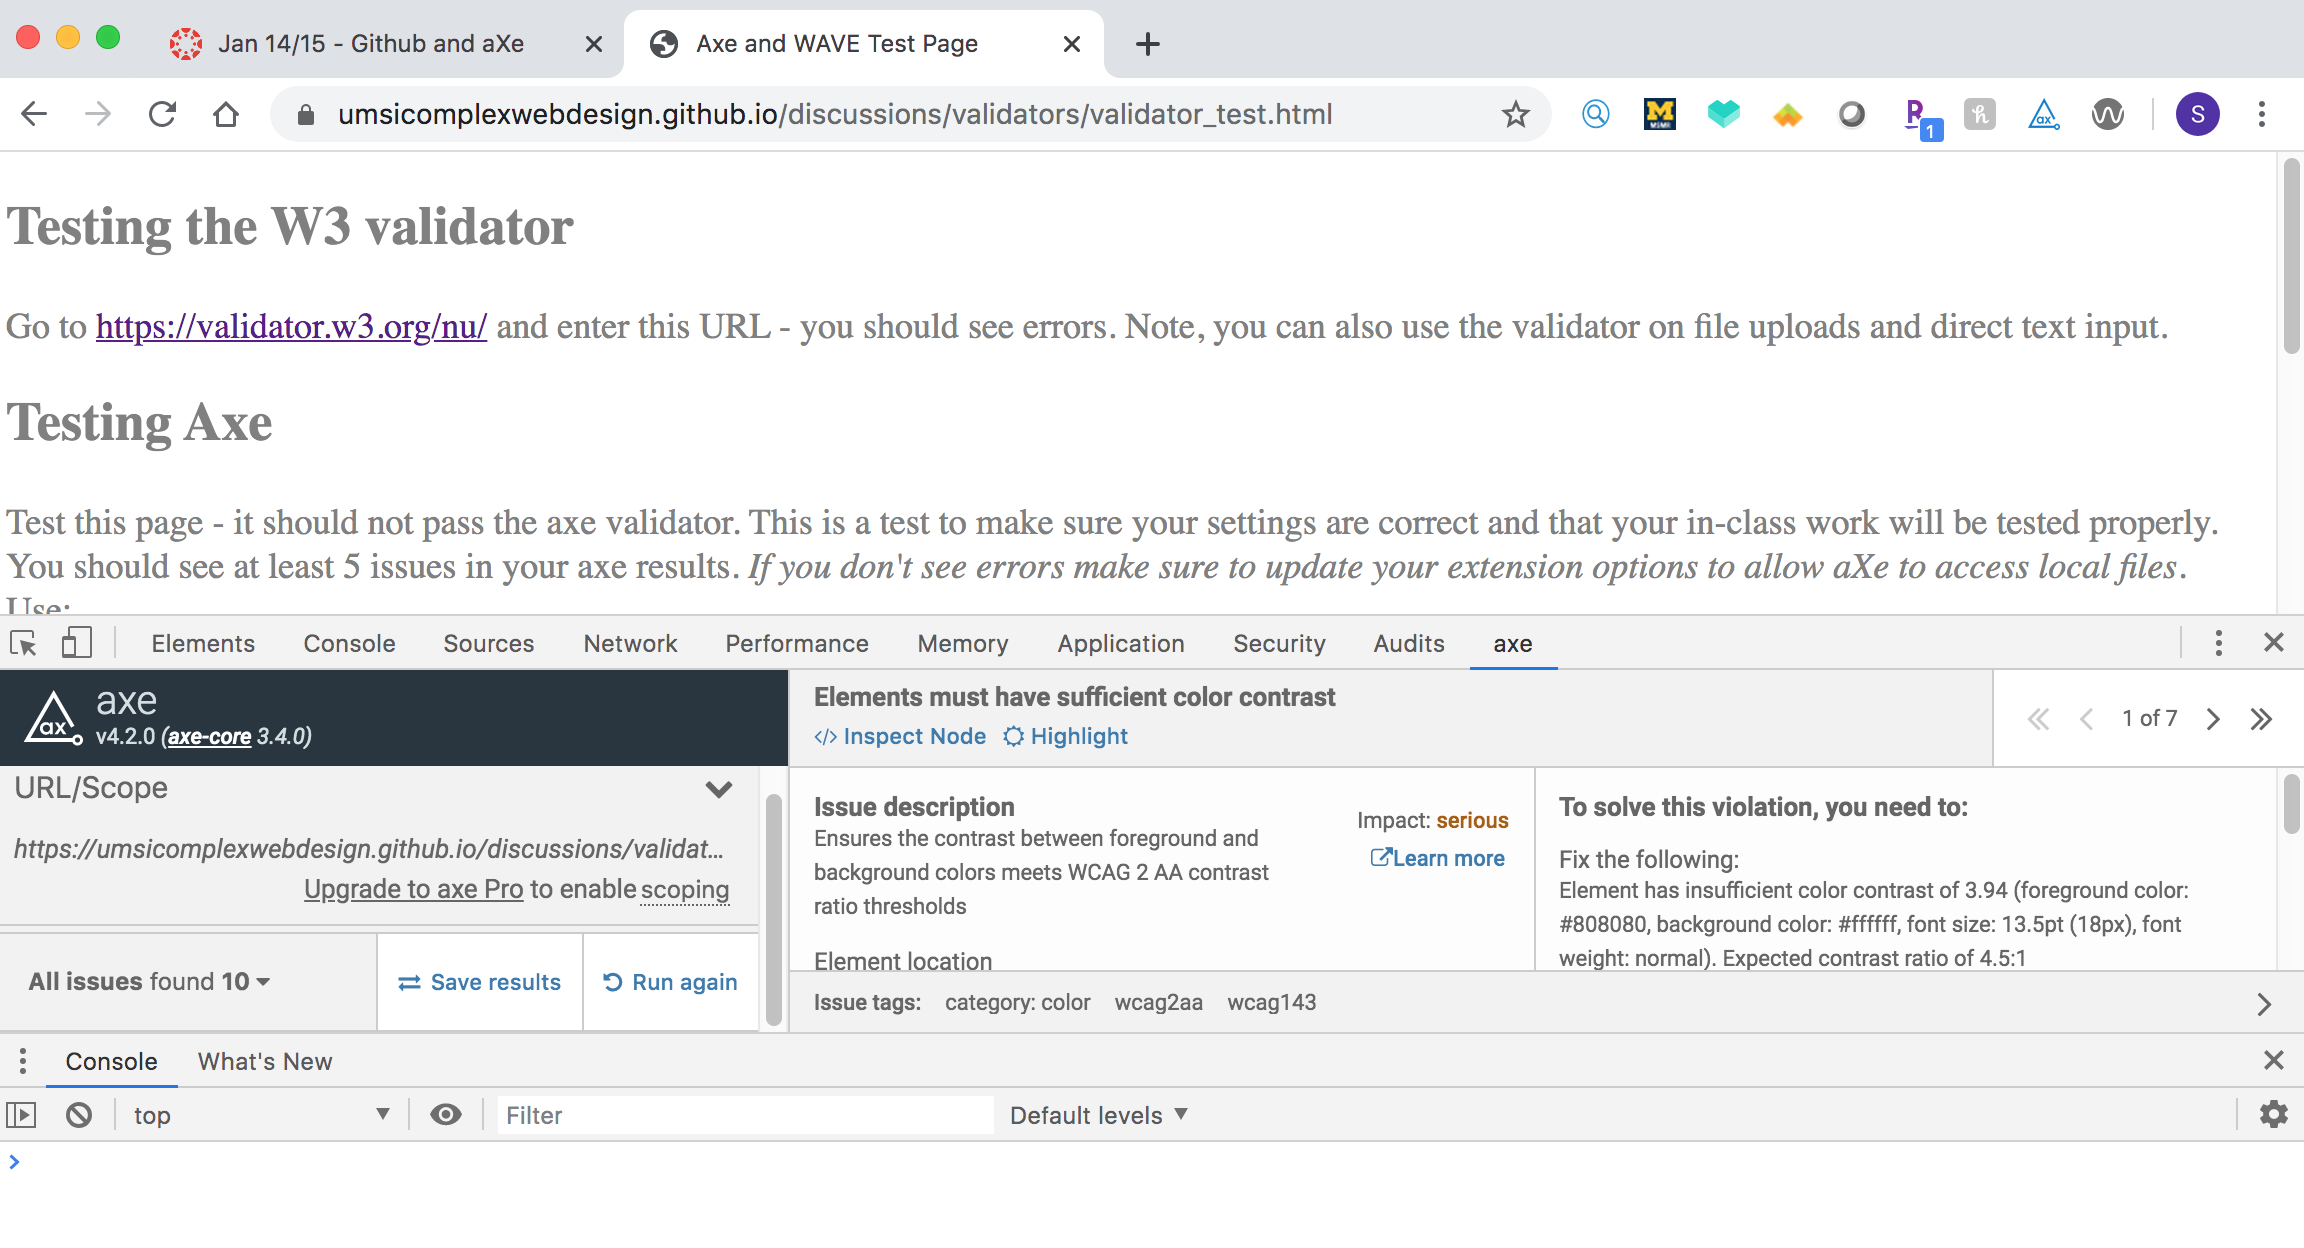 Jan 14/15 - Github and aXe
Axe and WAVE Test Page
umsicomplexwebdesign.github.io/discussions/validators/validator_test.html
1
S
Testing the W3 validator
Go to https://validator.w3.org/nu/ and enter this URL - you should see errors. Note, you can also use the validator on file uploads and direct text input.
Testing Axe
Test this page - it should not pass the axe validator. This is a test to make sure your settings are correct and that your in-class work will be tested properly.
You should see at least 5 issues in your axe results. If you don't see errors make sure to update your extension options to allow aXe to access local files.
Use:
Elements Console Sources Network Performance Memory Application Security Audits axe
axe
v4.2.0 (axe-core 3.4.0)
URL/Scope
https://umsicomplexwebdesign.github.io/discussions/validat...
Upgrade to axe Pro to enable scoping
All issues found 10
Save results
Run again
Elements must have sufficient color contrast
</> Inspect Node Highlight
1 of 7
Issue description
Ensures the contrast between foreground and
background colors meets WCAG 2 AA contrast
ratio thresholds
Impact: serious
Learn more
Element location
To solve this violation, you need to:
Fix the following:
Element has insufficient color contrast of 3.94 (foreground color:
#808080, background color: #ffffff, font size: 13.5pt (18px), font
weight: normal). Expected contrast ratio of 4.5:1
Issue tags: category: color wcag2aa wcag143
Console What's New
top
Filter
Default levels